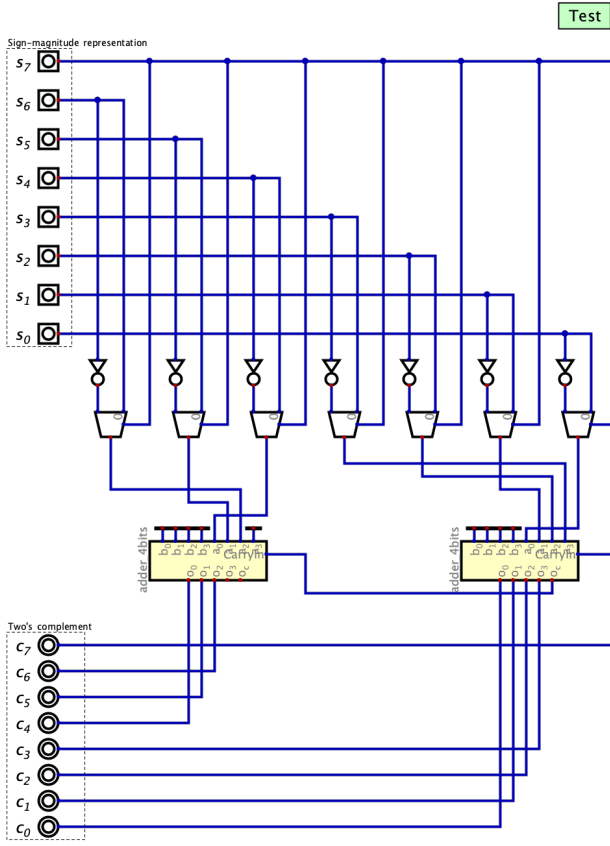 Test
Sign-magnitude representation
s7
s6
s5
s4
s3
s2
s1
s0
0 0 0 0 0 0 0
adder 4bits
b0 b1 b2 b3 a0 a1 a2 a3
CarryIn
o0 o1 o2 o3 oc
adder 4bits
b0 b1 b2 b3 a0 a1 a2 a3
CarryIn
o0 o1 o2 o3 oc
Two's complement
c7
c6
c5
c4
c3
c2
c1
c0